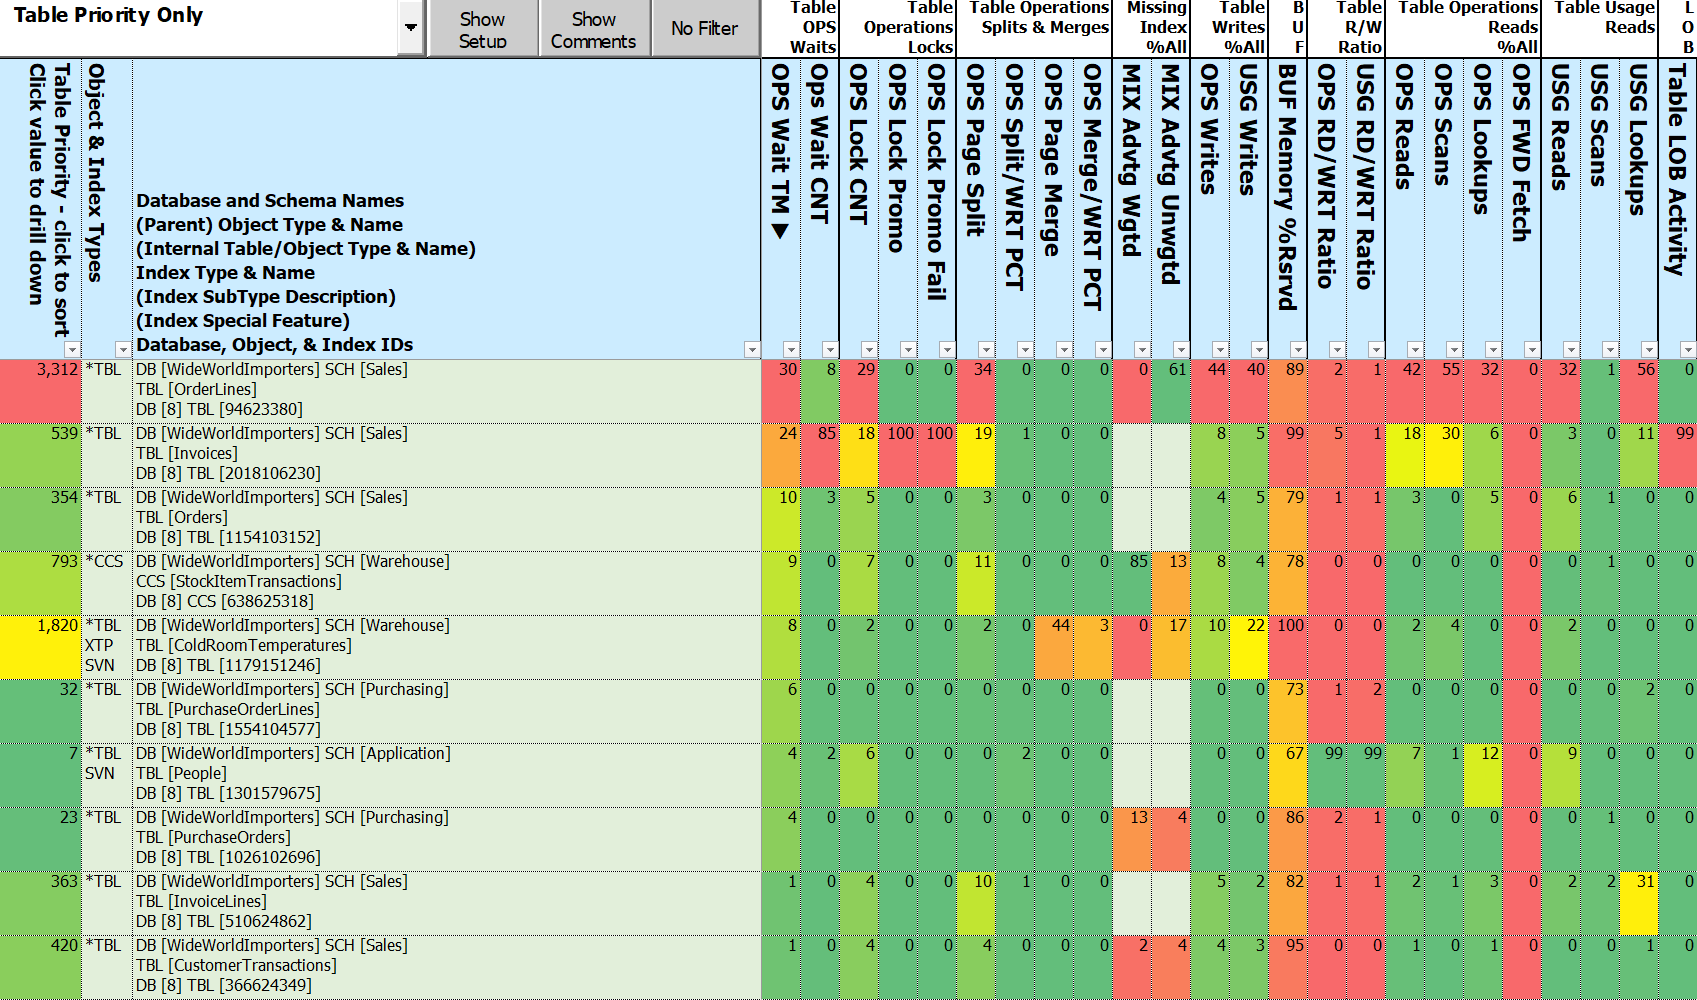 Table Priority Only
Show Setup
Show Comments
No Filter
Table OPS Waits
Table Operations Locks
Table Operations Splits & Merges
Missing Index %All
Table Writes %All
B U F
Table R/W Ratio
Table Operations Reads %All
Table Usage Reads
L O B
Table Priority - click to sort
Click value to drill down
Object & Index Types
Database and Schema Names
(Parent) Object Type & Name
(Internal Table/Object Type & Name)
Index Type & Name
(Index SubType Description)
(Index Special Feature)
Database, Object, & Index IDs
OPS Wait TM ▼
Ops Wait CNT
OPS Lock CNT
OPS Lock Promo
OPS Lock Promo Fail
OPS Page Split
OPS Split/WRT PCT
OPS Page Merge
OPS Merge/WRT PCT
MIX Advtg Wgtd
MIX Advtg Unwgtd
OPS Writes
USG Writes
BUF Memory %Rsrvd
OPS RD/WRT Ratio
USG RD/WRT Ratio
OPS Reads
OPS Scans
OPS Lookups
OPS FWD Fetch
USG Reads
USG Scans
USG Lookups
Table LOB Activity
3,312 *TBL DB [WideWorldImporters] SCH [Sales] 30 8 29 0 0 34 0 0 0 0 61 44 40 89 2 1 42 55 32 0 32 1 56 0
TBL [OrderLines]
DB [8] TBL [94623380]
539 *TBL DB [WideWorldImporters] SCH [Sales] 24 85 18 100 100 19 1 0 0 8 5 99 5 1 18 30 6 0 3 0 11 99
TBL [Invoices]
DB [8] TBL [2018106230]
354 *TBL DB [WideWorldImporters] SCH [Sales] 10 3 5 0 0 3 0 0 0 4 5 79 1 1 3 0 5 0 6 1 0 0
TBL [Orders]
DB [8] TBL [1154103152]
793 *CCS DB [WideWorldImporters] SCH [Warehouse] 9 0 7 0 0 11 0 0 0 85 13 8 4 78 0 0 0 0 0 0 0 1 0 0
CCS [StockItemTransactions]
DB [8] CCS [638625318]
1,820 *TBL DB [WideWorldImporters] SCH [Warehouse] 8 0 2 0 0 2 0 44 3 0 17 10 22 100 0 0 2 4 0 0 2 0 0 0
XTP TBL [ColdRoomTemperatures]
SVN DB [8] TBL [1179151246]
32 *TBL DB [WideWorldImporters] SCH [Purchasing] 6 0 0 0 0 0 0 0 0 0 0 73 1 2 0 0 0 0 0 0 2 0
TBL [PurchaseOrderLines]
DB [8] TBL [1554104577]
7 *TBL DB [WideWorldImporters] SCH [Application] 4 2 6 0 0 0 2 0 0 0 0 67 99 99 7 1 12 0 9 0 0 0
SVN TBL [People]
DB [8] TBL [1301579675]
23 *TBL DB [WideWorldImporters] SCH [Purchasing] 4 0 0 0 0 0 0 0 0 13 4 0 0 86 2 1 0 0 0 0 0 1 0 0
TBL [PurchaseOrders]
DB [8] TBL [1026102696]
363 *TBL DB [WideWorldImporters] SCH [Sales] 1 0 4 0 0 10 1 0 0 5 2 82 1 1 2 1 3 0 2 2 31 0
TBL [InvoiceLines]
DB [8] TBL [510624862]
420 *TBL DB [WideWorldImporters] SCH [Sales] 1 0 4 0 0 4 0 0 0 2 4 4 3 95 0 0 1 0 1 0 0 0 1 0
TBL [CustomerTransactions]
DB [8] TBL [366624349]